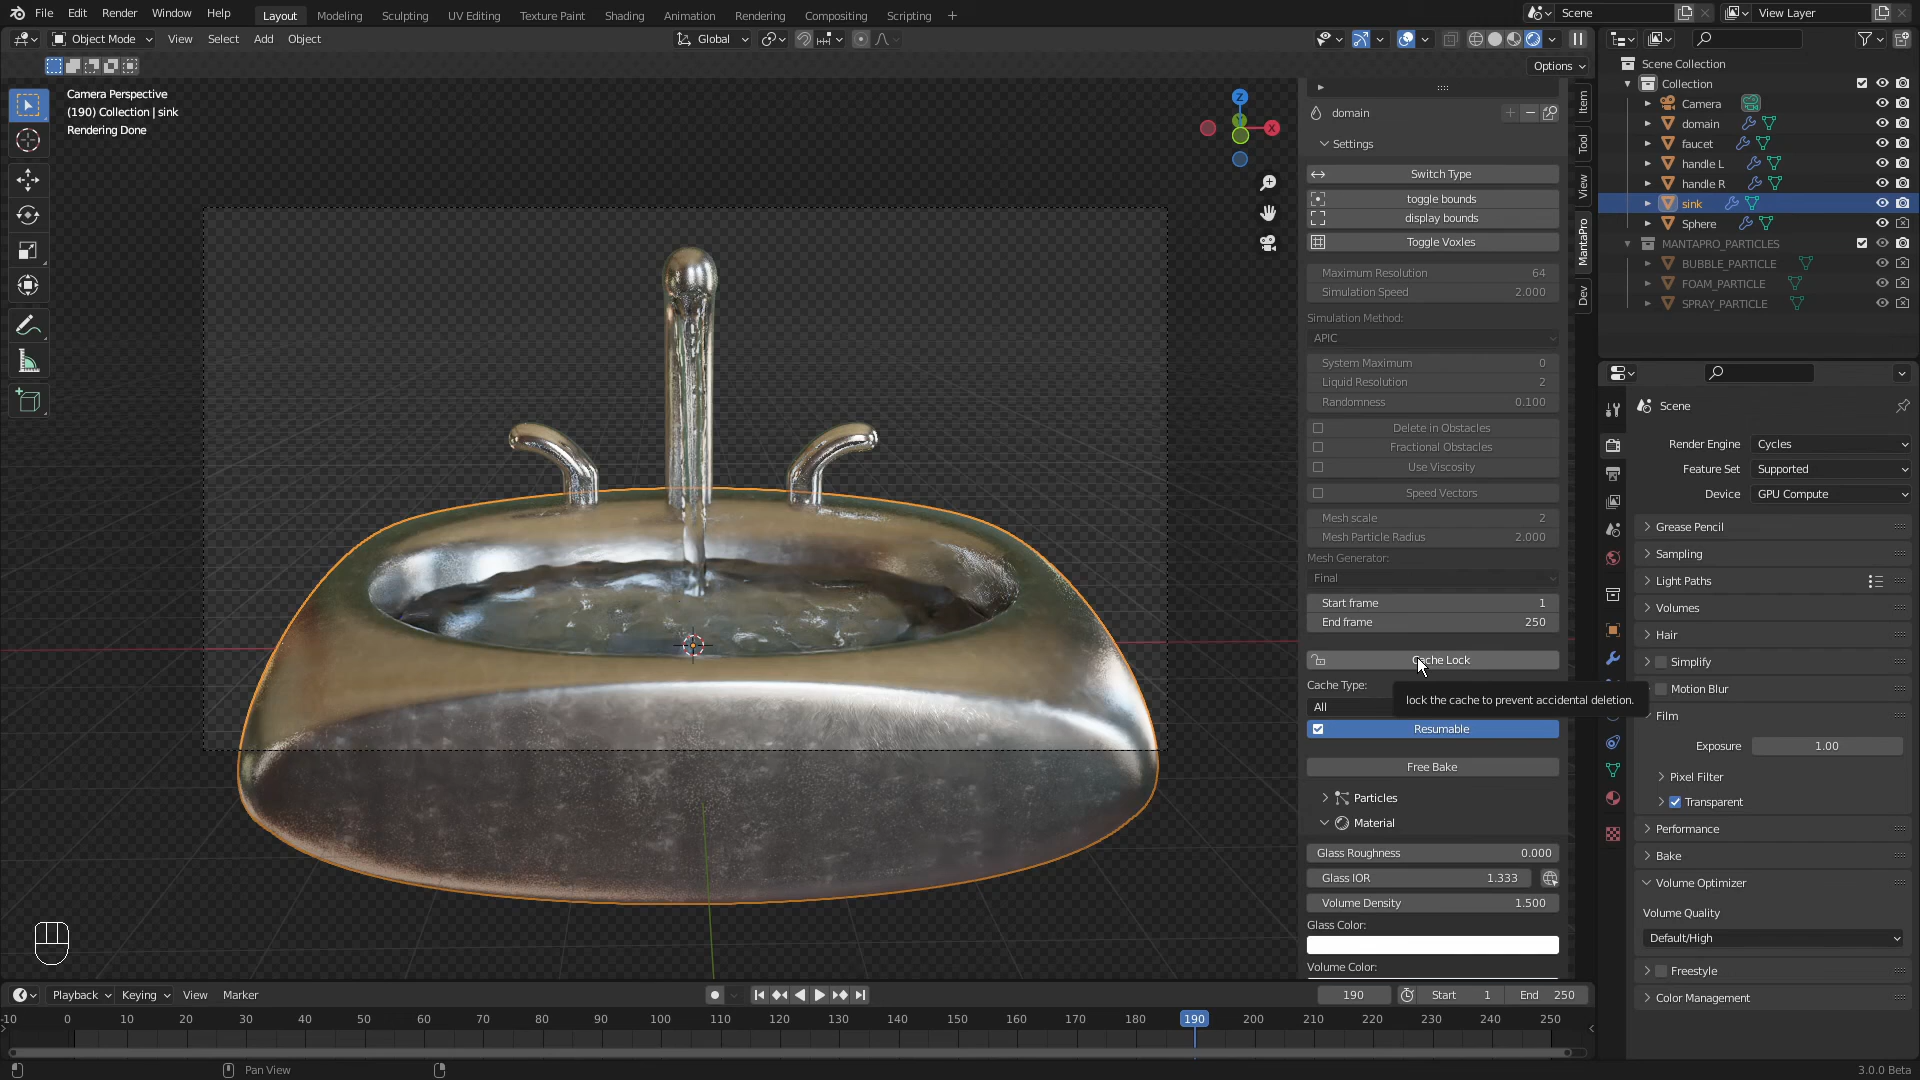 File Edit Render Window Help
Layout Modeling Sculpting UV Editing Texture Paint Shading Animation Rendering Compositing Scripting +
Scene
View Layer
Object Mode View Select Add Object
Global
Options
Camera Perspective
(190) Collection | sink
Rendering Done
Z
Y
X
Item
Tool
View
MantaPro
Dev
domain
Settings
Switch Type
toggle bounds
display bounds
Toggle Voxles
Maximum Resolution 64
Simulation Speed 2.000
Simulation Method:
APIC
System Maximum 0
Liquid Resolution 2
Randomness 0.100
Delete in Obstacles
Fractional Obstacles
Use Viscosity
Speed Vectors
Mesh scale 2
Mesh Particle Radius 2.000
Mesh Generator:
Final
Start frame 1
End frame 250
Cache Lock
Cache Type:
lock the cache to prevent accidental deletion.
All
Resumable
Free Bake
Particles
Material
Glass Roughness 0.000
Glass IOR 1.333
Volume Density 1.500
Glass Color:
Volume Color:
Scene Collection
Collection
Camera
domain
faucet
handle L
handle R
sink
Sphere
MANTAPRO_PARTICLES
BUBBLE_PARTICLE
FOAM_PARTICLE
SPRAY_PARTICLE
Scene
Render Engine Cycles
Feature Set Supported
Device GPU Compute
Grease Pencil
Sampling
Light Paths
Volumes
Hair
Simplify
Motion Blur
Film
Exposure 1.00
Pixel Filter
Transparent
Performance
Bake
Volume Optimizer
Volume Quality
Default/High
Freestyle
Color Management
Playback Keying View Marker
190 Start 1 End 250
-10 0 10 20 30 40 50 60 70 80 90 100 110 120 130 140 150 160 170 180 190 200 210 220 230 240 250
Pan View
3.0.0 Beta